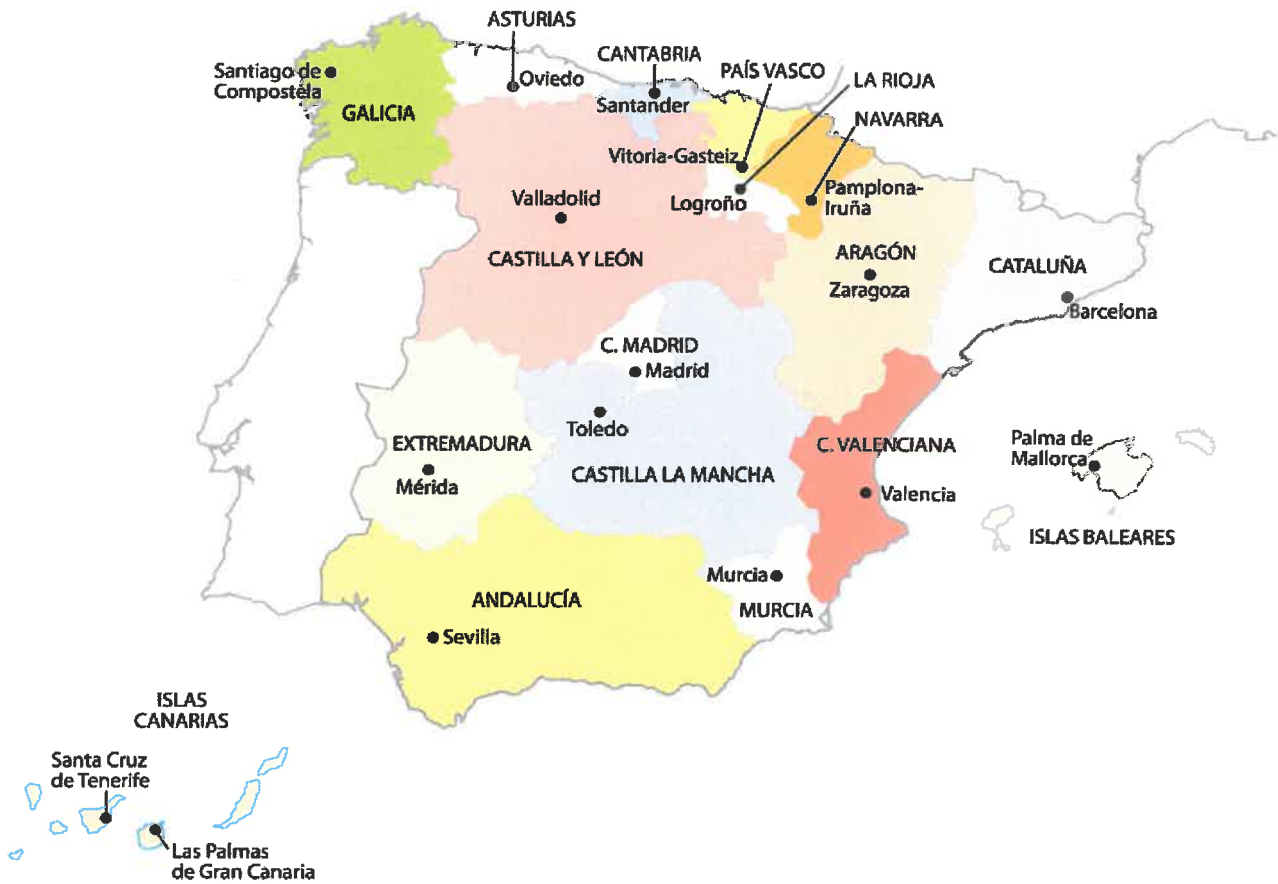 ASTURIAS
CANTABRIA
PAÍS VASCO
LA RIOJA
NAVARRA
Santiago de
Compostela
Oviedo
Santander
GALICIA
Vitoria-Gasteiz
Pamplona-
Iruña
Logroño
Valladolid
CASTILLA Y LEÓN
ARAGÓN
Zaragoza
CATALUÑA
Barcelona
C. MADRID
Madrid
Toledo
EXTREMADURA
Mérida
CASTILLA LA MANCHA
C. VALENCIANA
Valencia
Palma de
Mallorca
ISLAS BALEARES
Murcia
MURCIA
ANDALUCÍA
Sevilla
ISLAS
CANARIAS
Santa Cruz
de Tenerife
Las Palmas
de Gran Canaria